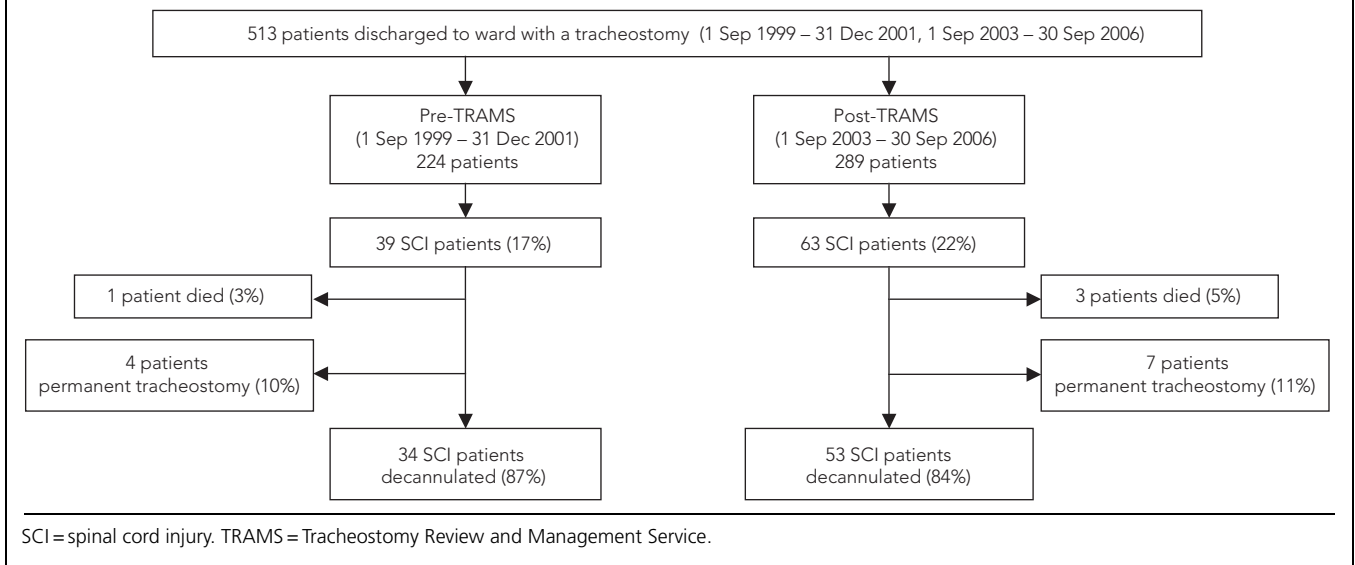 513 patients discharged to ward with a tracheostomy (1 Sep 1999 – 31 Dec 2001, 1 Sep 2003 – 30 Sep 2006)
Pre-TRAMS
(1 Sep 1999 – 31 Dec 2001)
224 patients
Post-TRAMS
(1 Sep 2003 – 30 Sep 2006)
289 patients
39 SCI patients (17%)
63 SCI patients (22%)
1 patient died (3%)
3 patients died (5%)
4 patients
permanent tracheostomy (10%)
7 patients
permanent tracheostomy (11%)
34 SCI patients
decannulated (87%)
53 SCI patients
decannulated (84%)
SCI = spinal cord injury. TRAMS = Tracheostomy Review and Management Service.